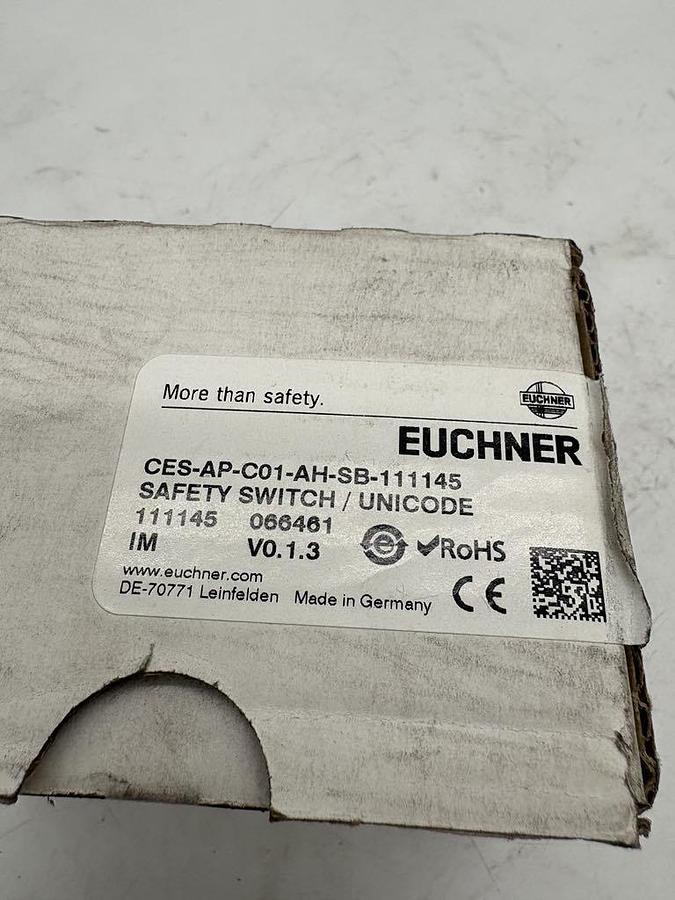 More than safety.
EUCHNER
EUCHNER
CES-AP-C01-AH-SB-111145
SAFETY SWITCH / UNICODE
111145 066461
IM V0.1.3 e RoHS
www.euchner.com
DE-70771 Leinfelden Made in Germany CE